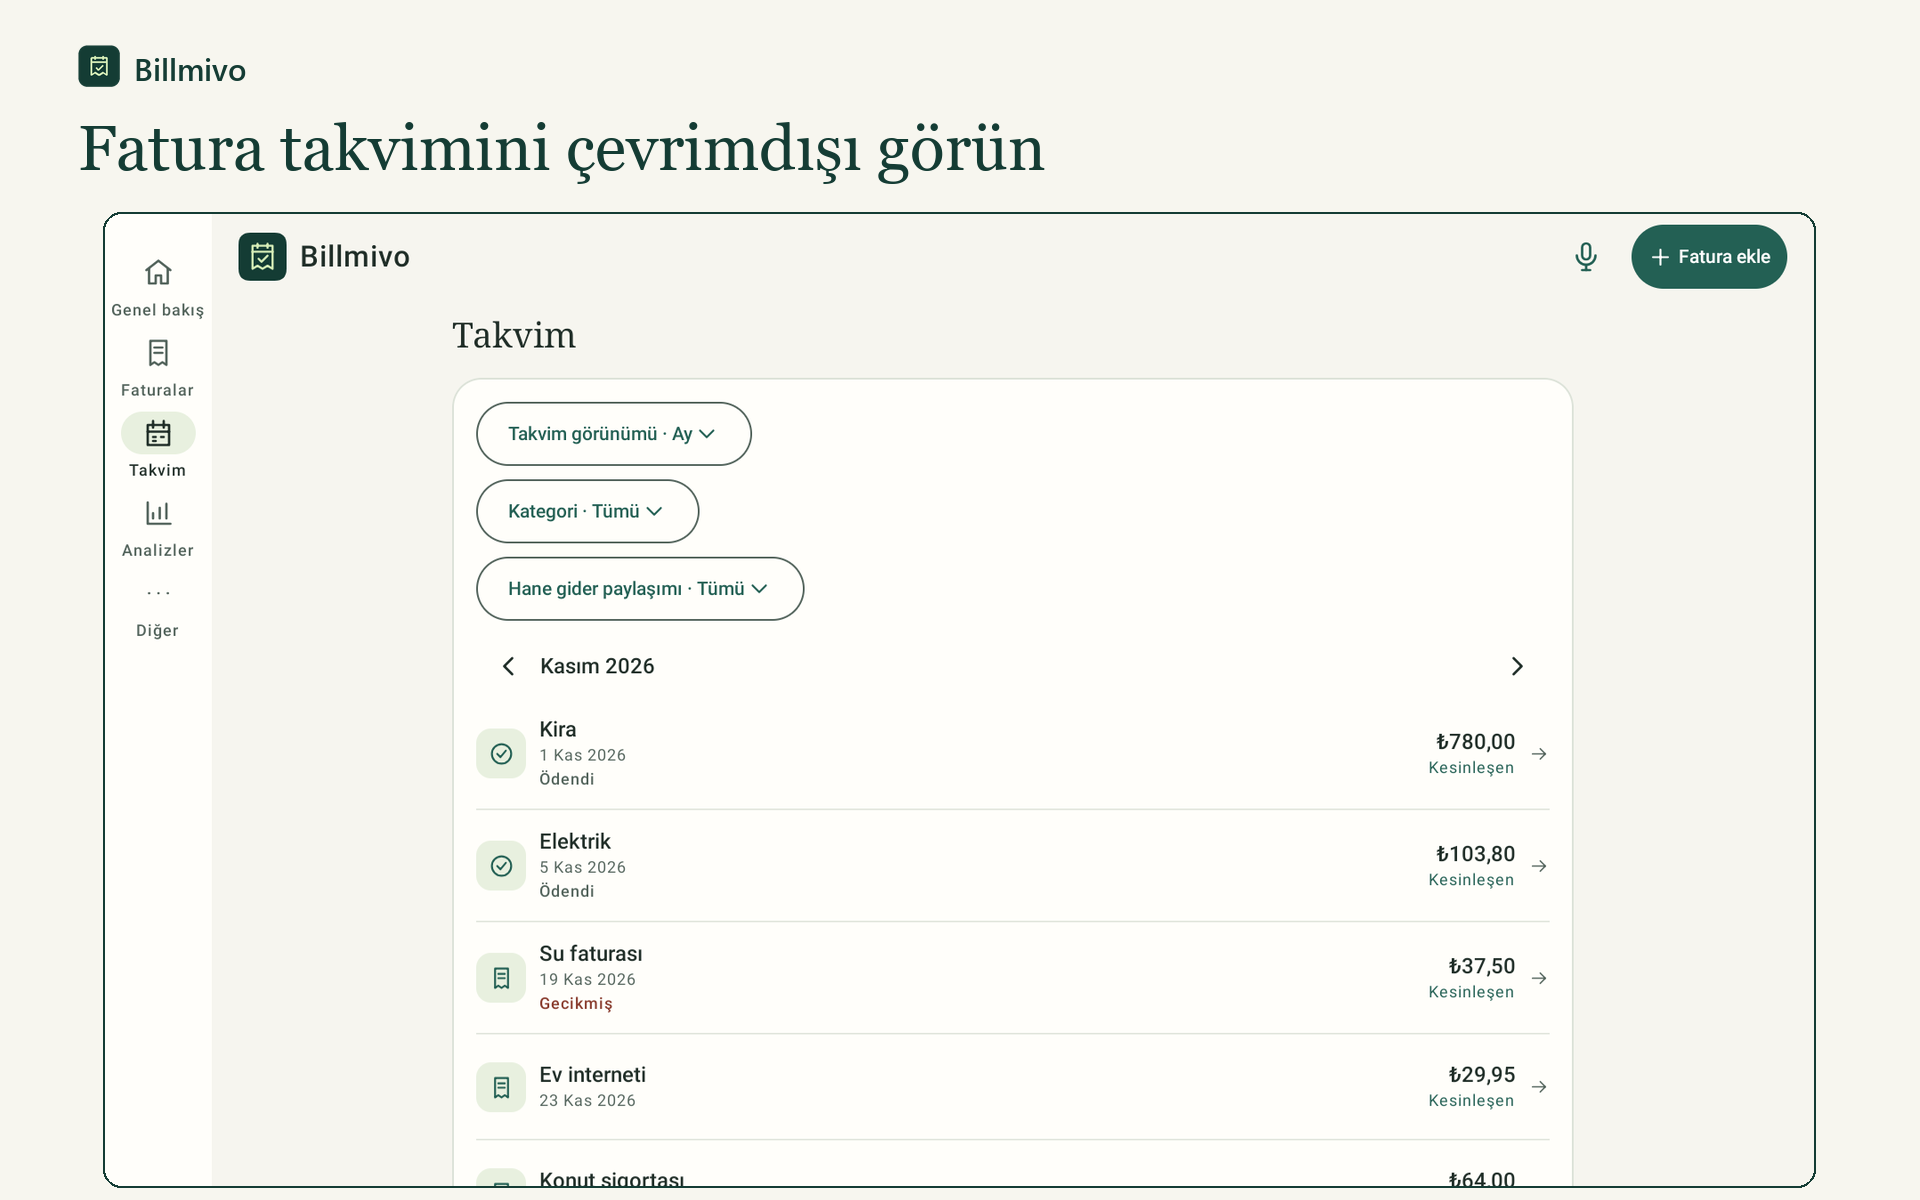 Billmivo
Fatura takvimini çevrimdışı görün
Billmivo
+ Fatura ekle
Genel bakış
Faturalar
Takvim
Analizler
Diğer
Takvim
Takvim görünümü · Ay
Kategori · Tümü
Hane gider paylaşımı · Tümü
Kasım 2026
Kira
1 Kas 2026
Ödendi
₺780,00
Kesinleşen
Elektrik
5 Kas 2026
Ödendi
₺103,80
Kesinleşen
Su faturası
19 Kas 2026
Gecikmiş
₺37,50
Kesinleşen
Ev interneti
23 Kas 2026
₺29,95
Kesinleşen
Konut sigortası
₺64,00